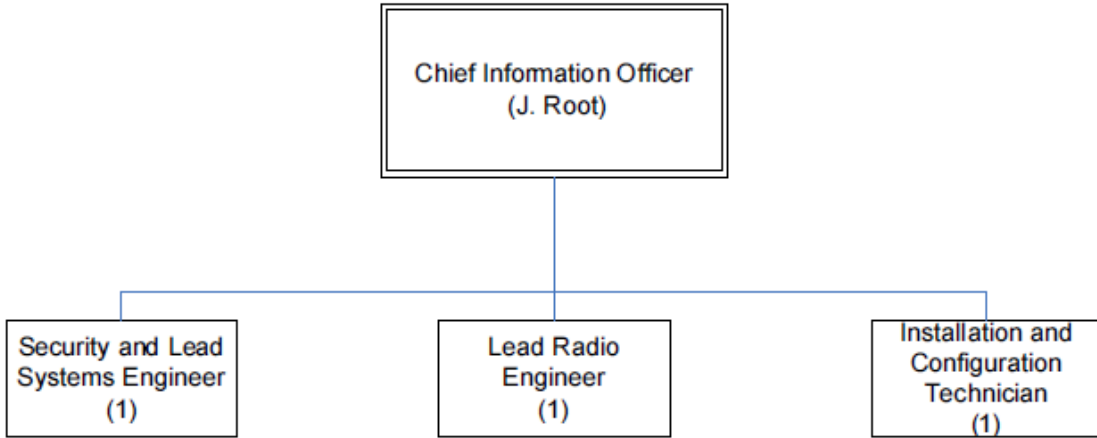 Chief Information Officer
(J. Root)
Security and Lead
Systems Engineer
(1)
Lead Radio
Engineer
(1)
Installation and
Configuration
Technician
(1)